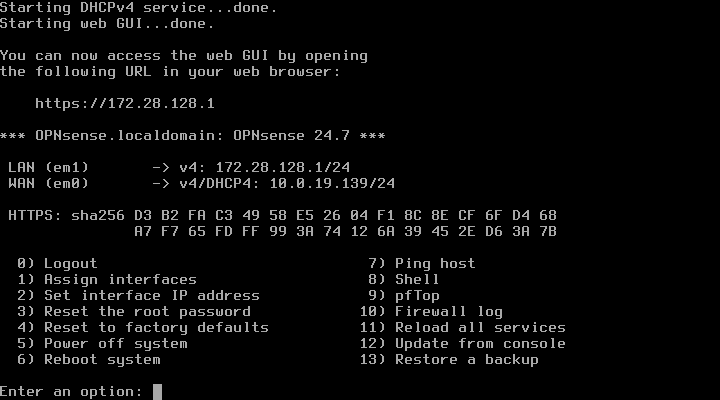 Starting DHCPv4 service...done.
Starting web GUI...done.
You can now access the web GUI by opening
the following URL in your web browser:
https://172.28.128.1
*** OPNsense.localdomain: OPNsense 24.7 ***
LAN (em1) -> v4: 172.28.128.1/24
WAN (em0) -> v4/DHCP4: 10.0.19.139/24
HTTPS: sha256 D3 B2 FA C3 49 58 E5 26 04 F1 8C 8E CF 6F D4 68
A7 F7 65 FD FF 99 3A 74 12 6A 39 45 2E D6 3A 7B
0) Logout 7) Ping host
1) Assign interfaces 8) Shell
2) Set interface IP address 9) pfTop
3) Reset the root password 10) Firewall log
4) Reset to factory defaults 11) Reload all services
5) Power off system 12) Update from console
6) Reboot system 13) Restore a backup
Enter an option: